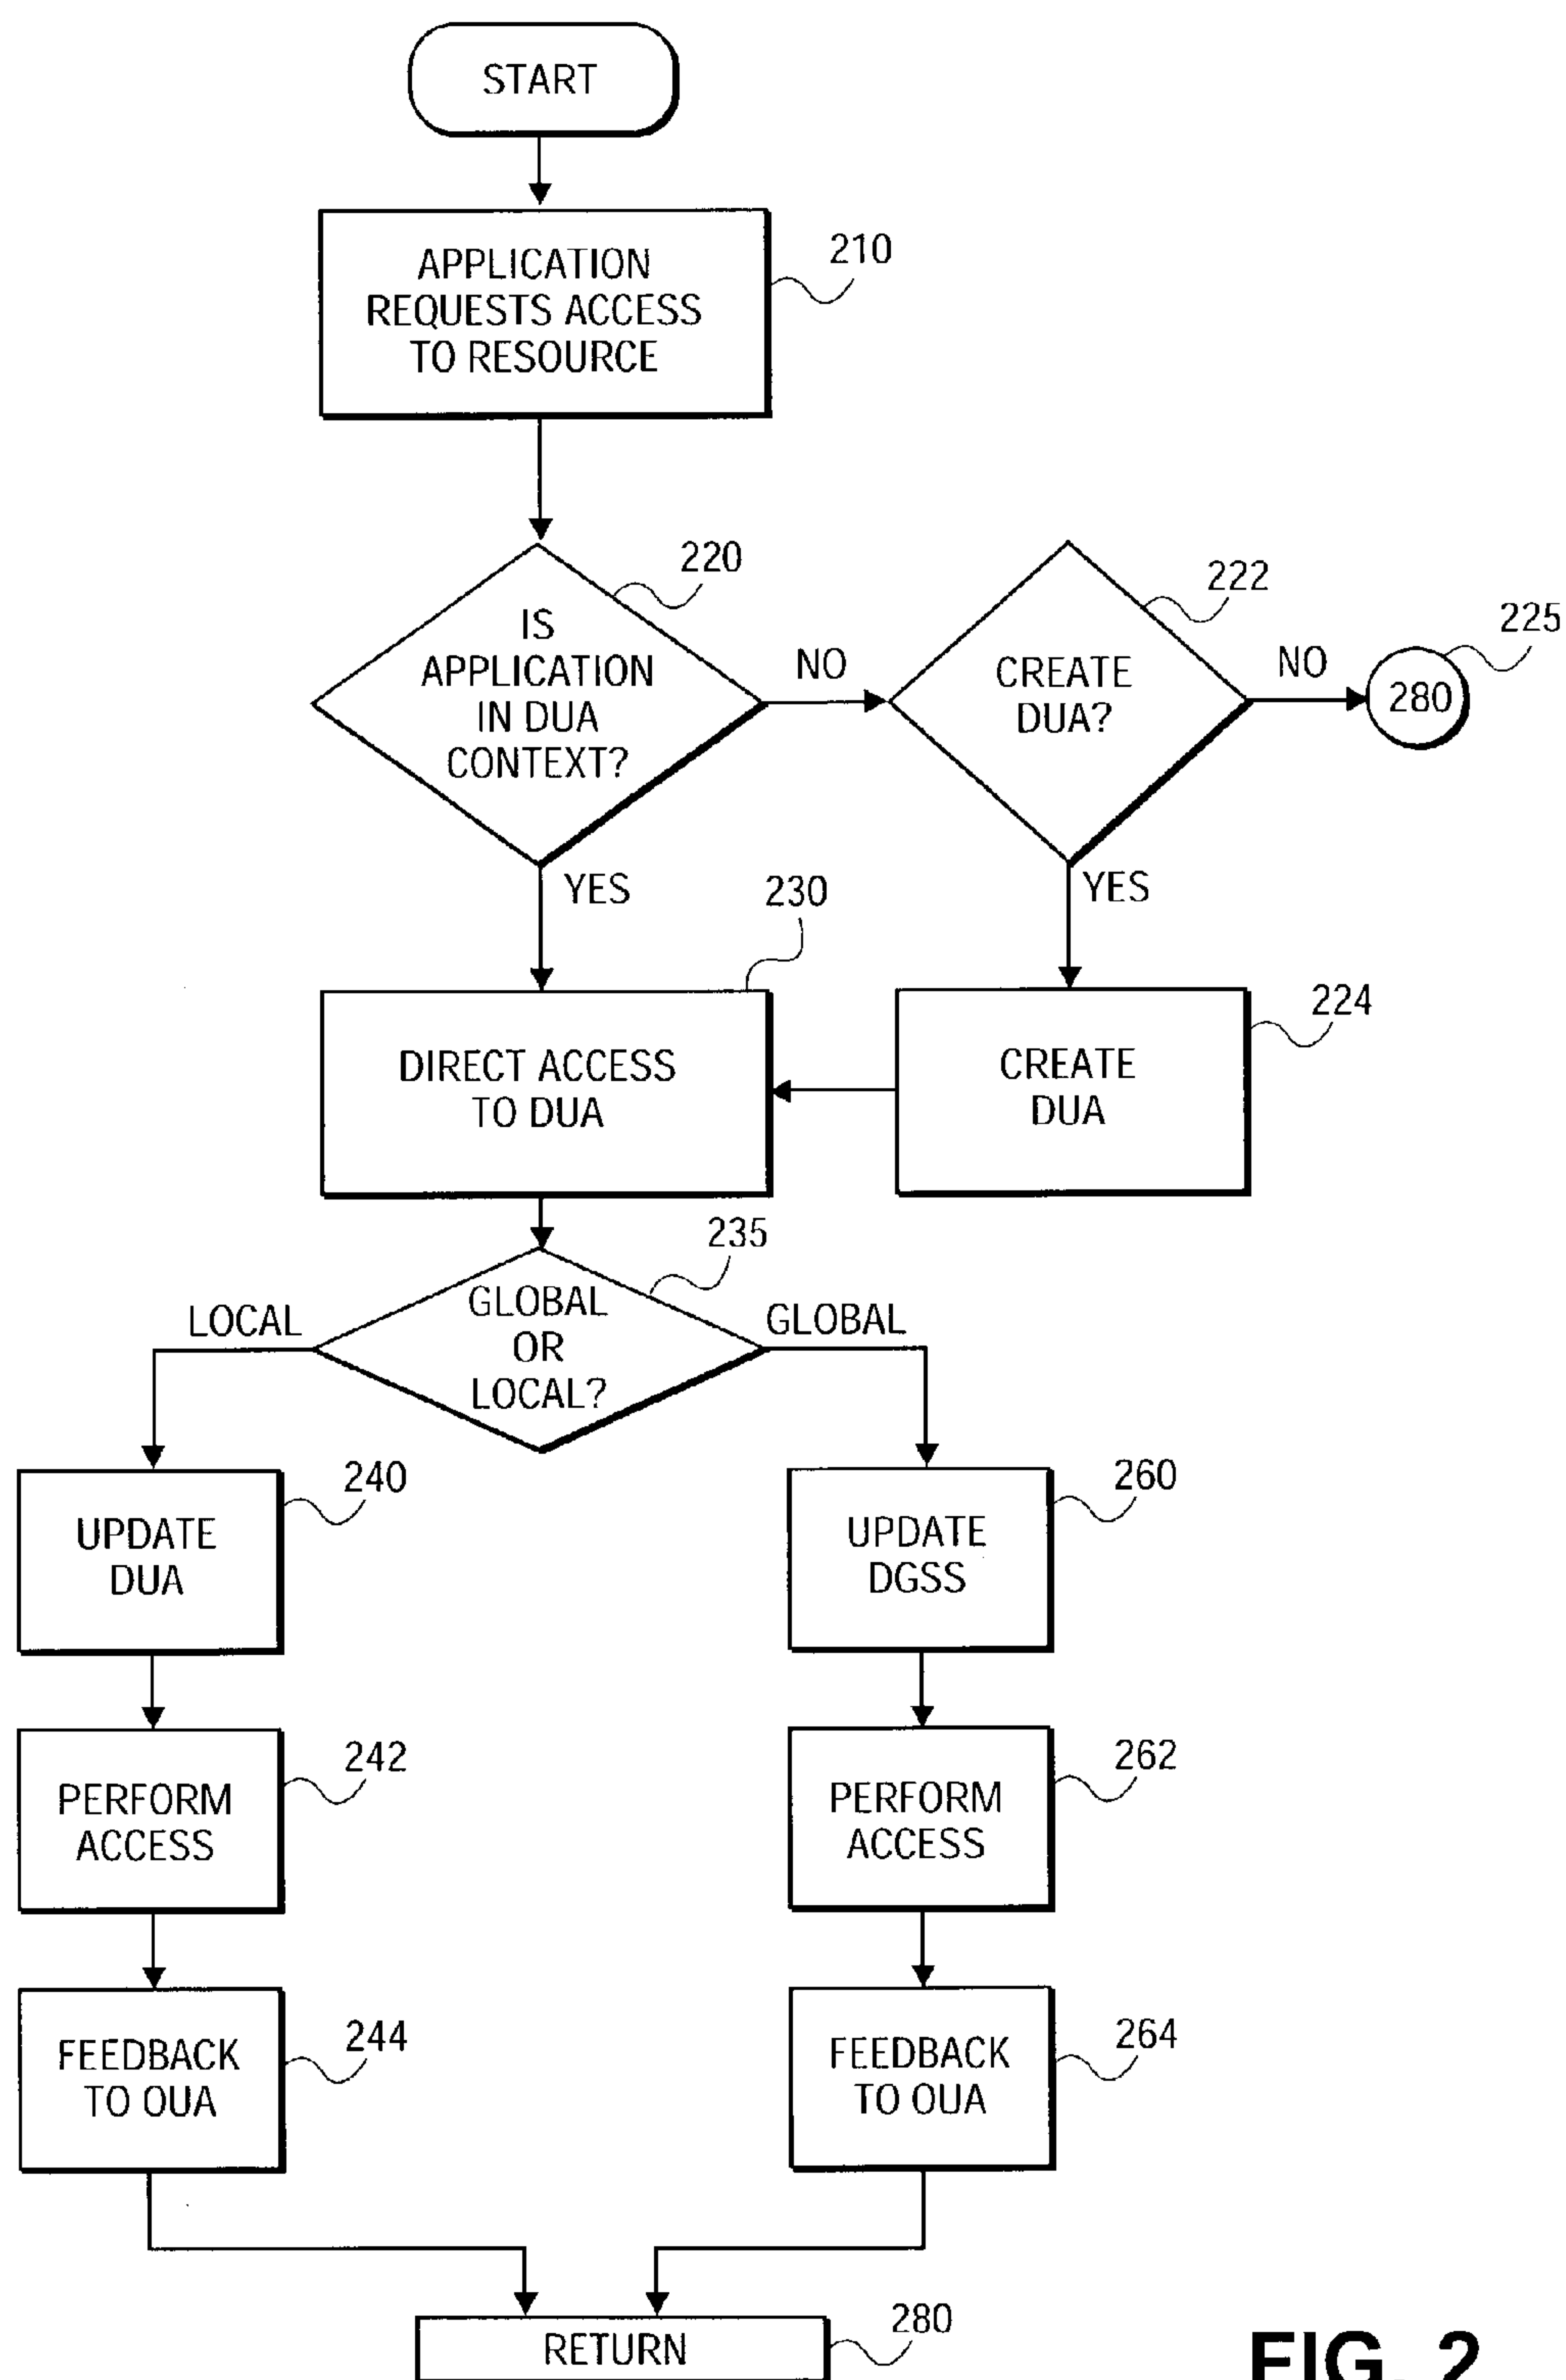 START
APPLICATION
REQUESTS ACCESS
TO RESOURCE
210
IS
APPLICATION
IN DUA
CONTEXT?
220
NO
CREATE
DUA?
222
NO
280
225
YES
YES
230
DIRECT ACCESS
TO DUA
CREATE
DUA
224
235
GLOBAL
OR
LOCAL?
LOCAL
GLOBAL
UPDATE
DUA
240
UPDATE
DGSS
260
PERFORM
ACCESS
242
PERFORM
ACCESS
262
FEEDBACK
TO OUA
244
FEEDBACK
TO OUA
264
RETURN
280
FIG. 2